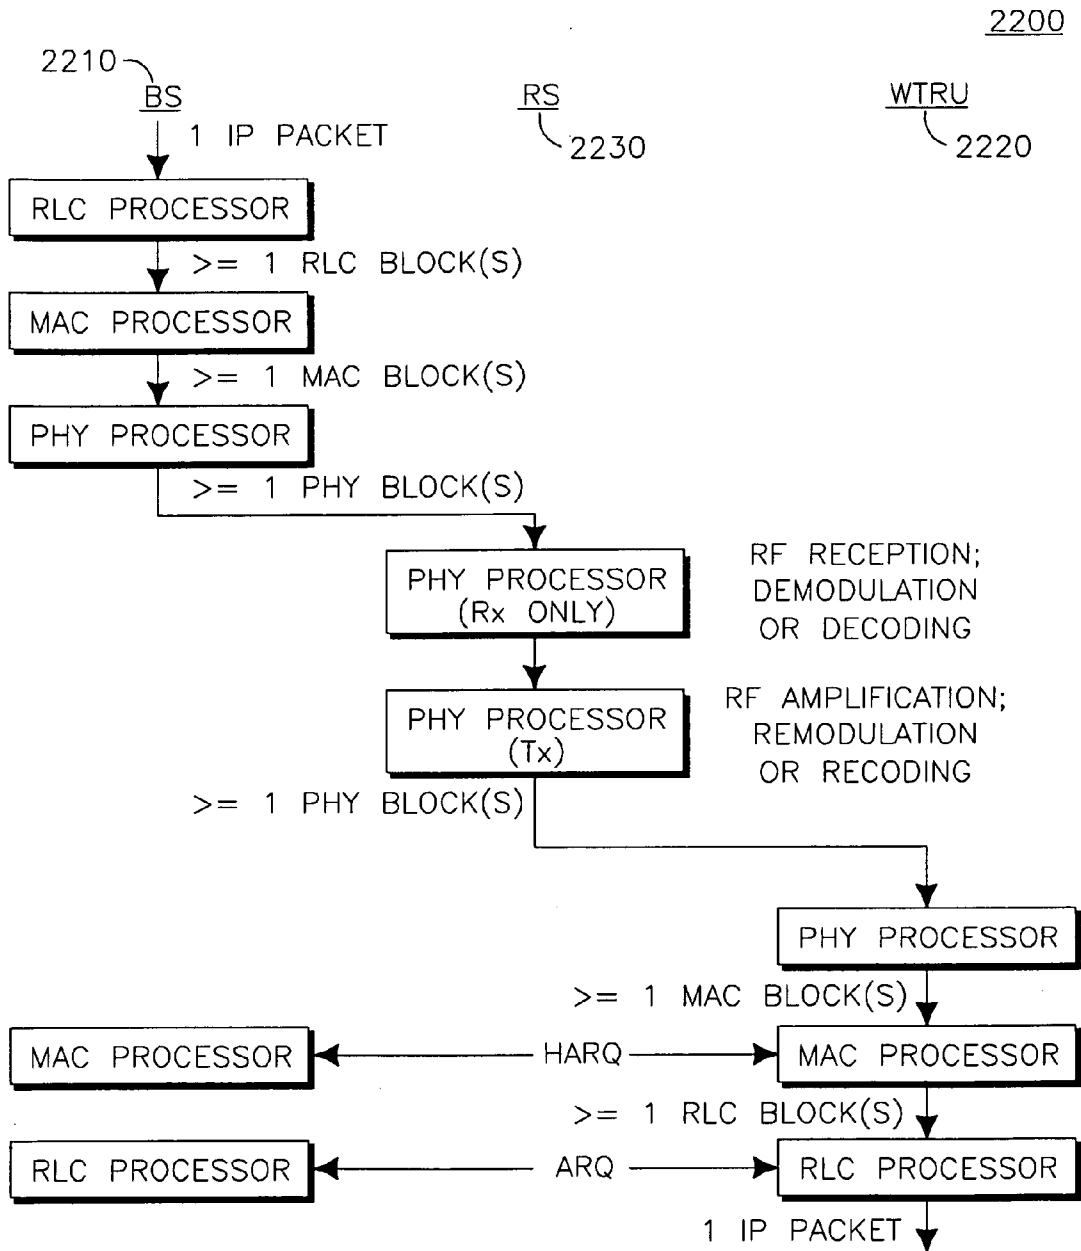 2200
2210
BS
RS
WTRU
1 IP PACKET
2230
2220
RLC PROCESSOR
>= 1 RLC BLOCK(S)
MAC PROCESSOR
>= 1 MAC BLOCK(S)
PHY PROCESSOR
>= 1 PHY BLOCK(S)
PHY PROCESSOR
(Rx ONLY)
RF RECEPTION;
DEMODULATION
OR DECODING
PHY PROCESSOR
(Tx)
RF AMPLIFICATION;
REMODULATION
OR RECODING
>= 1 PHY BLOCK(S)
PHY PROCESSOR
>= 1 MAC BLOCK(S)
MAC PROCESSOR
HARQ
MAC PROCESSOR
>= 1 RLC BLOCK(S)
RLC PROCESSOR
ARQ
RLC PROCESSOR
1 IP PACKET